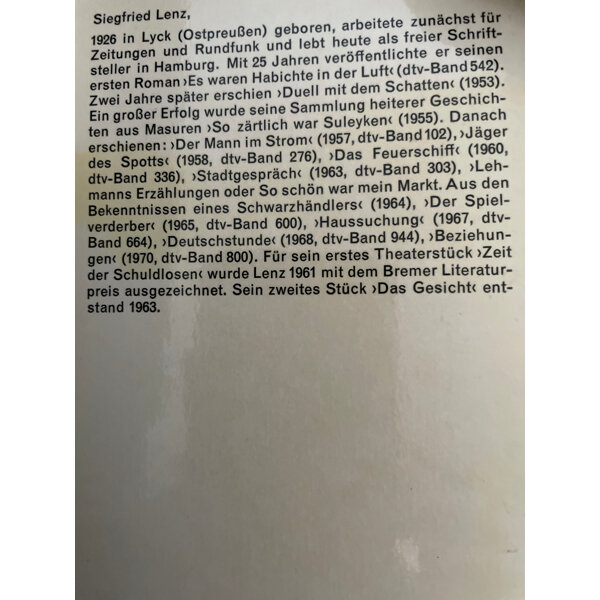 Siegfried Lenz,
1926 in Lyck (Ostpreußen) geboren, arbeitete zunächst für
Zeitungen und Rundfunk und lebt heute als freier Schrift-
steller in Hamburg. Mit 25 Jahren veröffentlichte er seinen
ersten Roman ›Es waren Habichte in der Luft‹ (dtv-Band 542).
Zwei Jahre später erschien ›Duell mit dem Schatten‹ (1953).
Ein großer Erfolg wurde seine Sammlung heiterer Geschich-
ten aus Masuren ›So zärtlich war Suleyken‹ (1955). Danach
erschienen: ›Der Mann im Strom‹ (1957, dtv-Band 102), ›Jäger
des Spotts‹ (1958, dtv-Band 276), ›Das Feuerschiff‹ (1960,
dtv-Band 336), ›Stadtgespräch‹ (1963, dtv-Band 303), ›Leh-
manns Erzählungen oder So schön war mein Markt. Aus den
Bekenntnissen eines Schwarzhändlers‹ (1964), ›Der Spiel-
verderber‹ (1965, dtv-Band 600), ›Haussuchung‹ (1967, dtv-
Band 664), ›Deutschstunde‹ (1968, dtv-Band 944), ›Beziehun-
gen‹ (1970, dtv-Band 800). Für sein erstes Theaterstück ›Zeit
der Schuldlosen‹ wurde Lenz 1961 mit dem Bremer Literatur-
preis ausgezeichnet. Sein zweites Stück ›Das Gesicht‹ ent-
stand 1963.